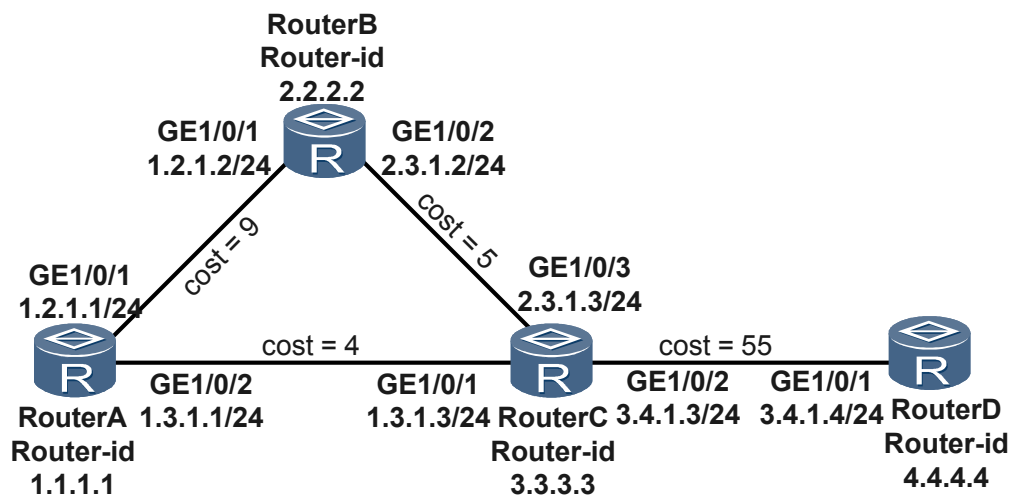 RouterB
Router-id
2.2.2.2
GE1/0/1
1.2.1.2/24
GE1/0/2
2.3.1.2/24
R
cost = 9
cost = 5
GE1/0/1
1.2.1.1/24
GE1/0/3
2.3.1.3/24
cost = 4
cost = 55
R
R
R
GE1/0/2
1.3.1.1/24
GE1/0/1
1.3.1.3/24
GE1/0/2
3.4.1.3/24
GE1/0/1
3.4.1.4/24
RouterA
Router-id
1.1.1.1
RouterC
Router-id
3.3.3.3
RouterD
Router-id
4.4.4.4